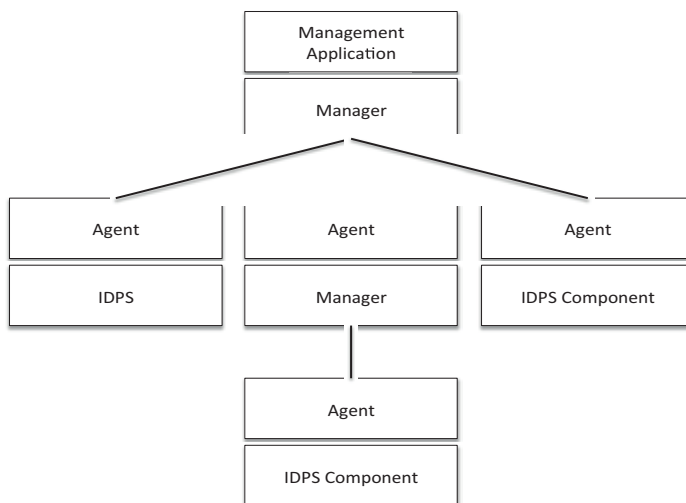 Management
Application
Manager
Agent
Agent
Agent
IDPS
Manager
IDPS Component
Agent
IDPS Component